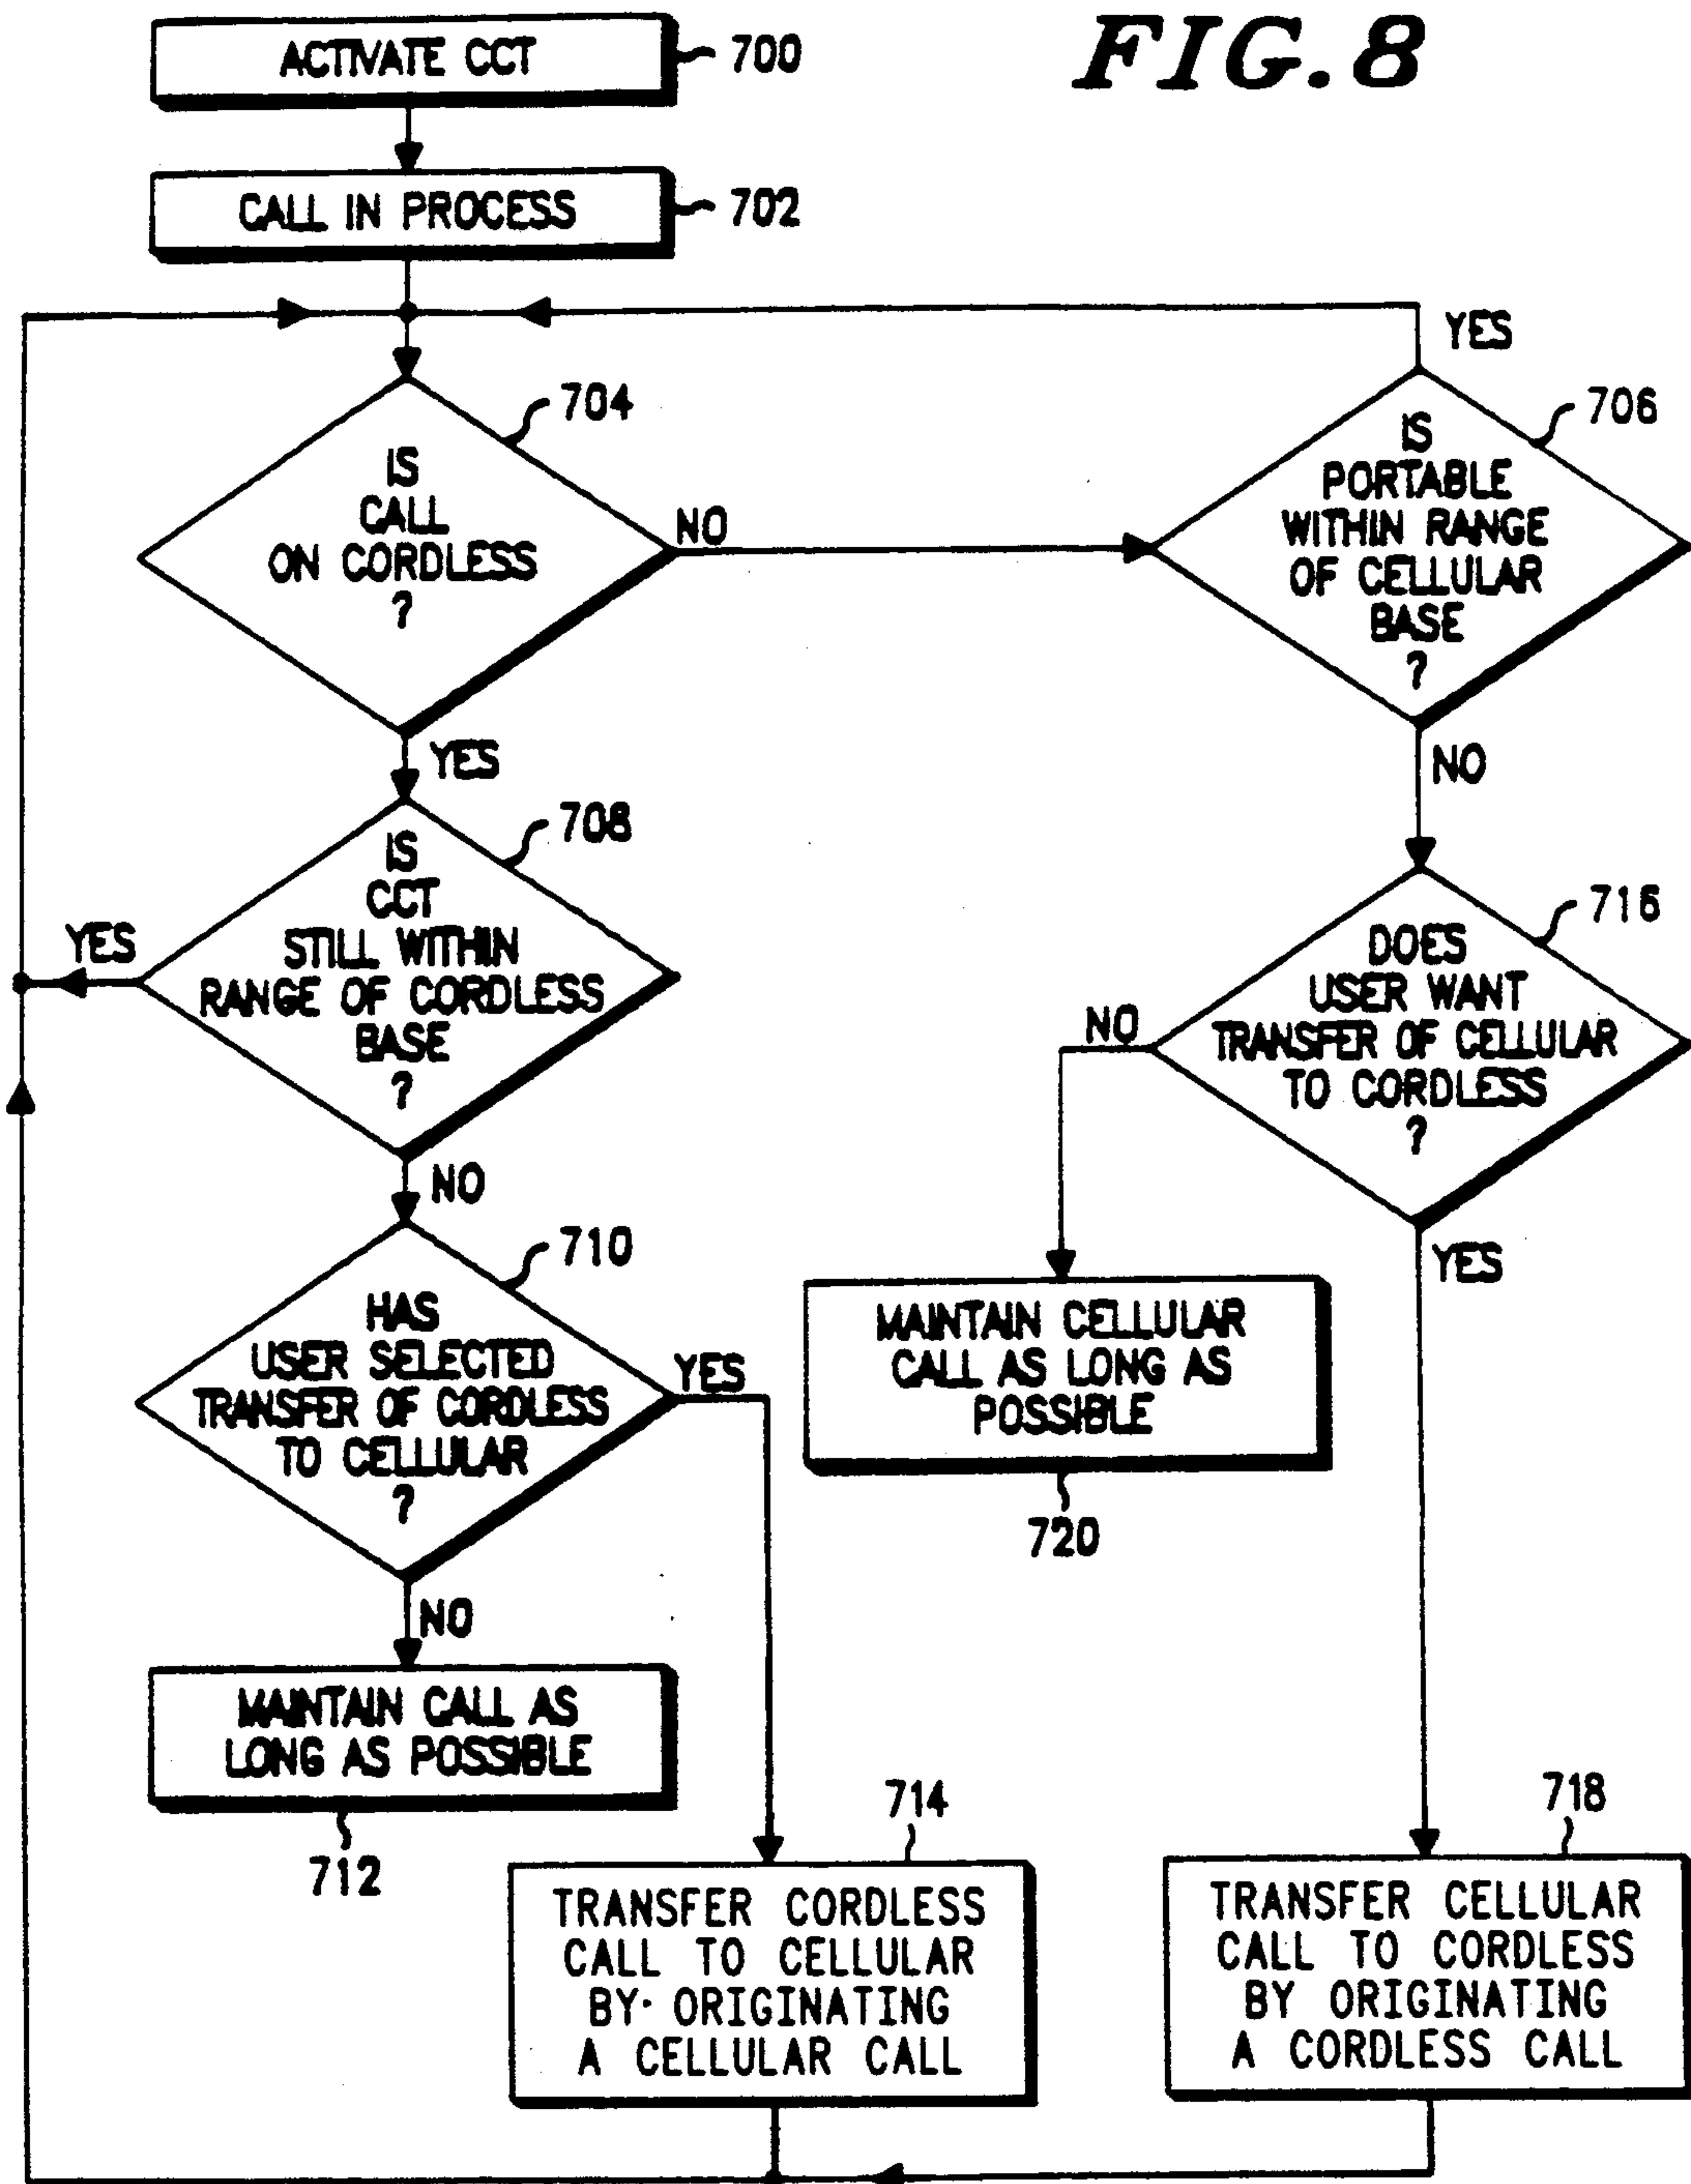 FIG. 8
ACTIVATE CCT
700
CALL IN PROCESS
702
YES
704
IS
CALL
ON CORDLESS
?
NO
706
IS
PORTABLE
WITHIN RANGE
OF CELLULAR
BASE
?
YES
NO
708
IS
CCT
STILL WITHIN
RANGE OF CORDLESS
BASE
?
YES
716
DOES
USER WANT
TRANSFER OF CELLULAR
TO CORDLESS
?
NO
NO
710
HAS
USER SELECTED
TRANSFER OF CORDLESS
TO CELLULAR
?
YES
YES
MAINTAIN CELLULAR
CALL AS LONG AS
POSSIBLE
720
NO
MAINTAIN CALL AS
LONG AS POSSIBLE
712
714
TRANSFER CORDLESS
CALL TO CELLULAR
BY ORIGINATING
A CELLULAR CALL
718
TRANSFER CELLULAR
CALL TO CORDLESS
BY ORIGINATING
A CORDLESS CALL